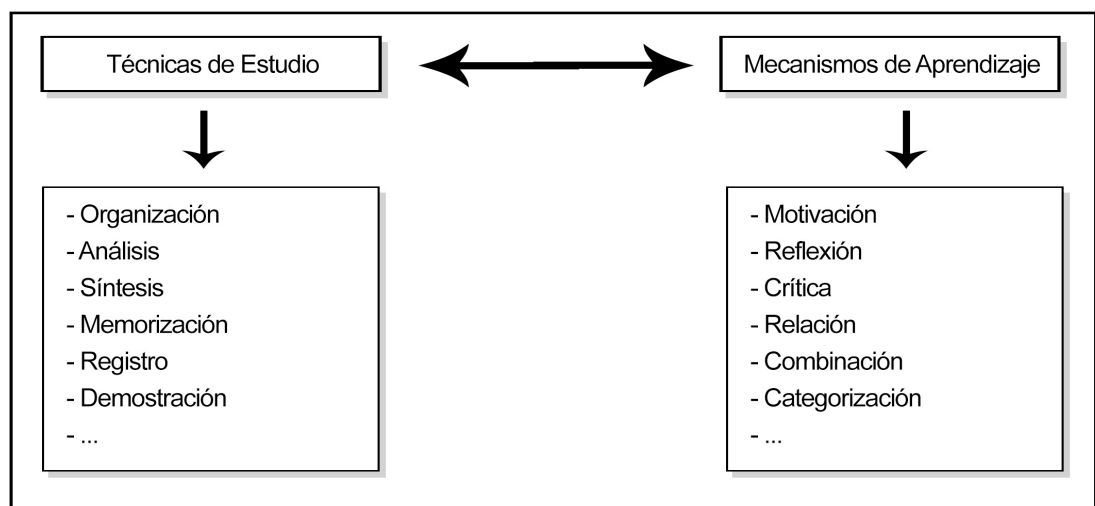 Técnicas de Estudio
Mecanismos de Aprendizaje
- Organización
- Análisis
- Síntesis
- Memorización
- Registro
- Demostración
- ...
- Motivación
- Reflexión
- Crítica
- Relación
- Combinación
- Categorización
- ...